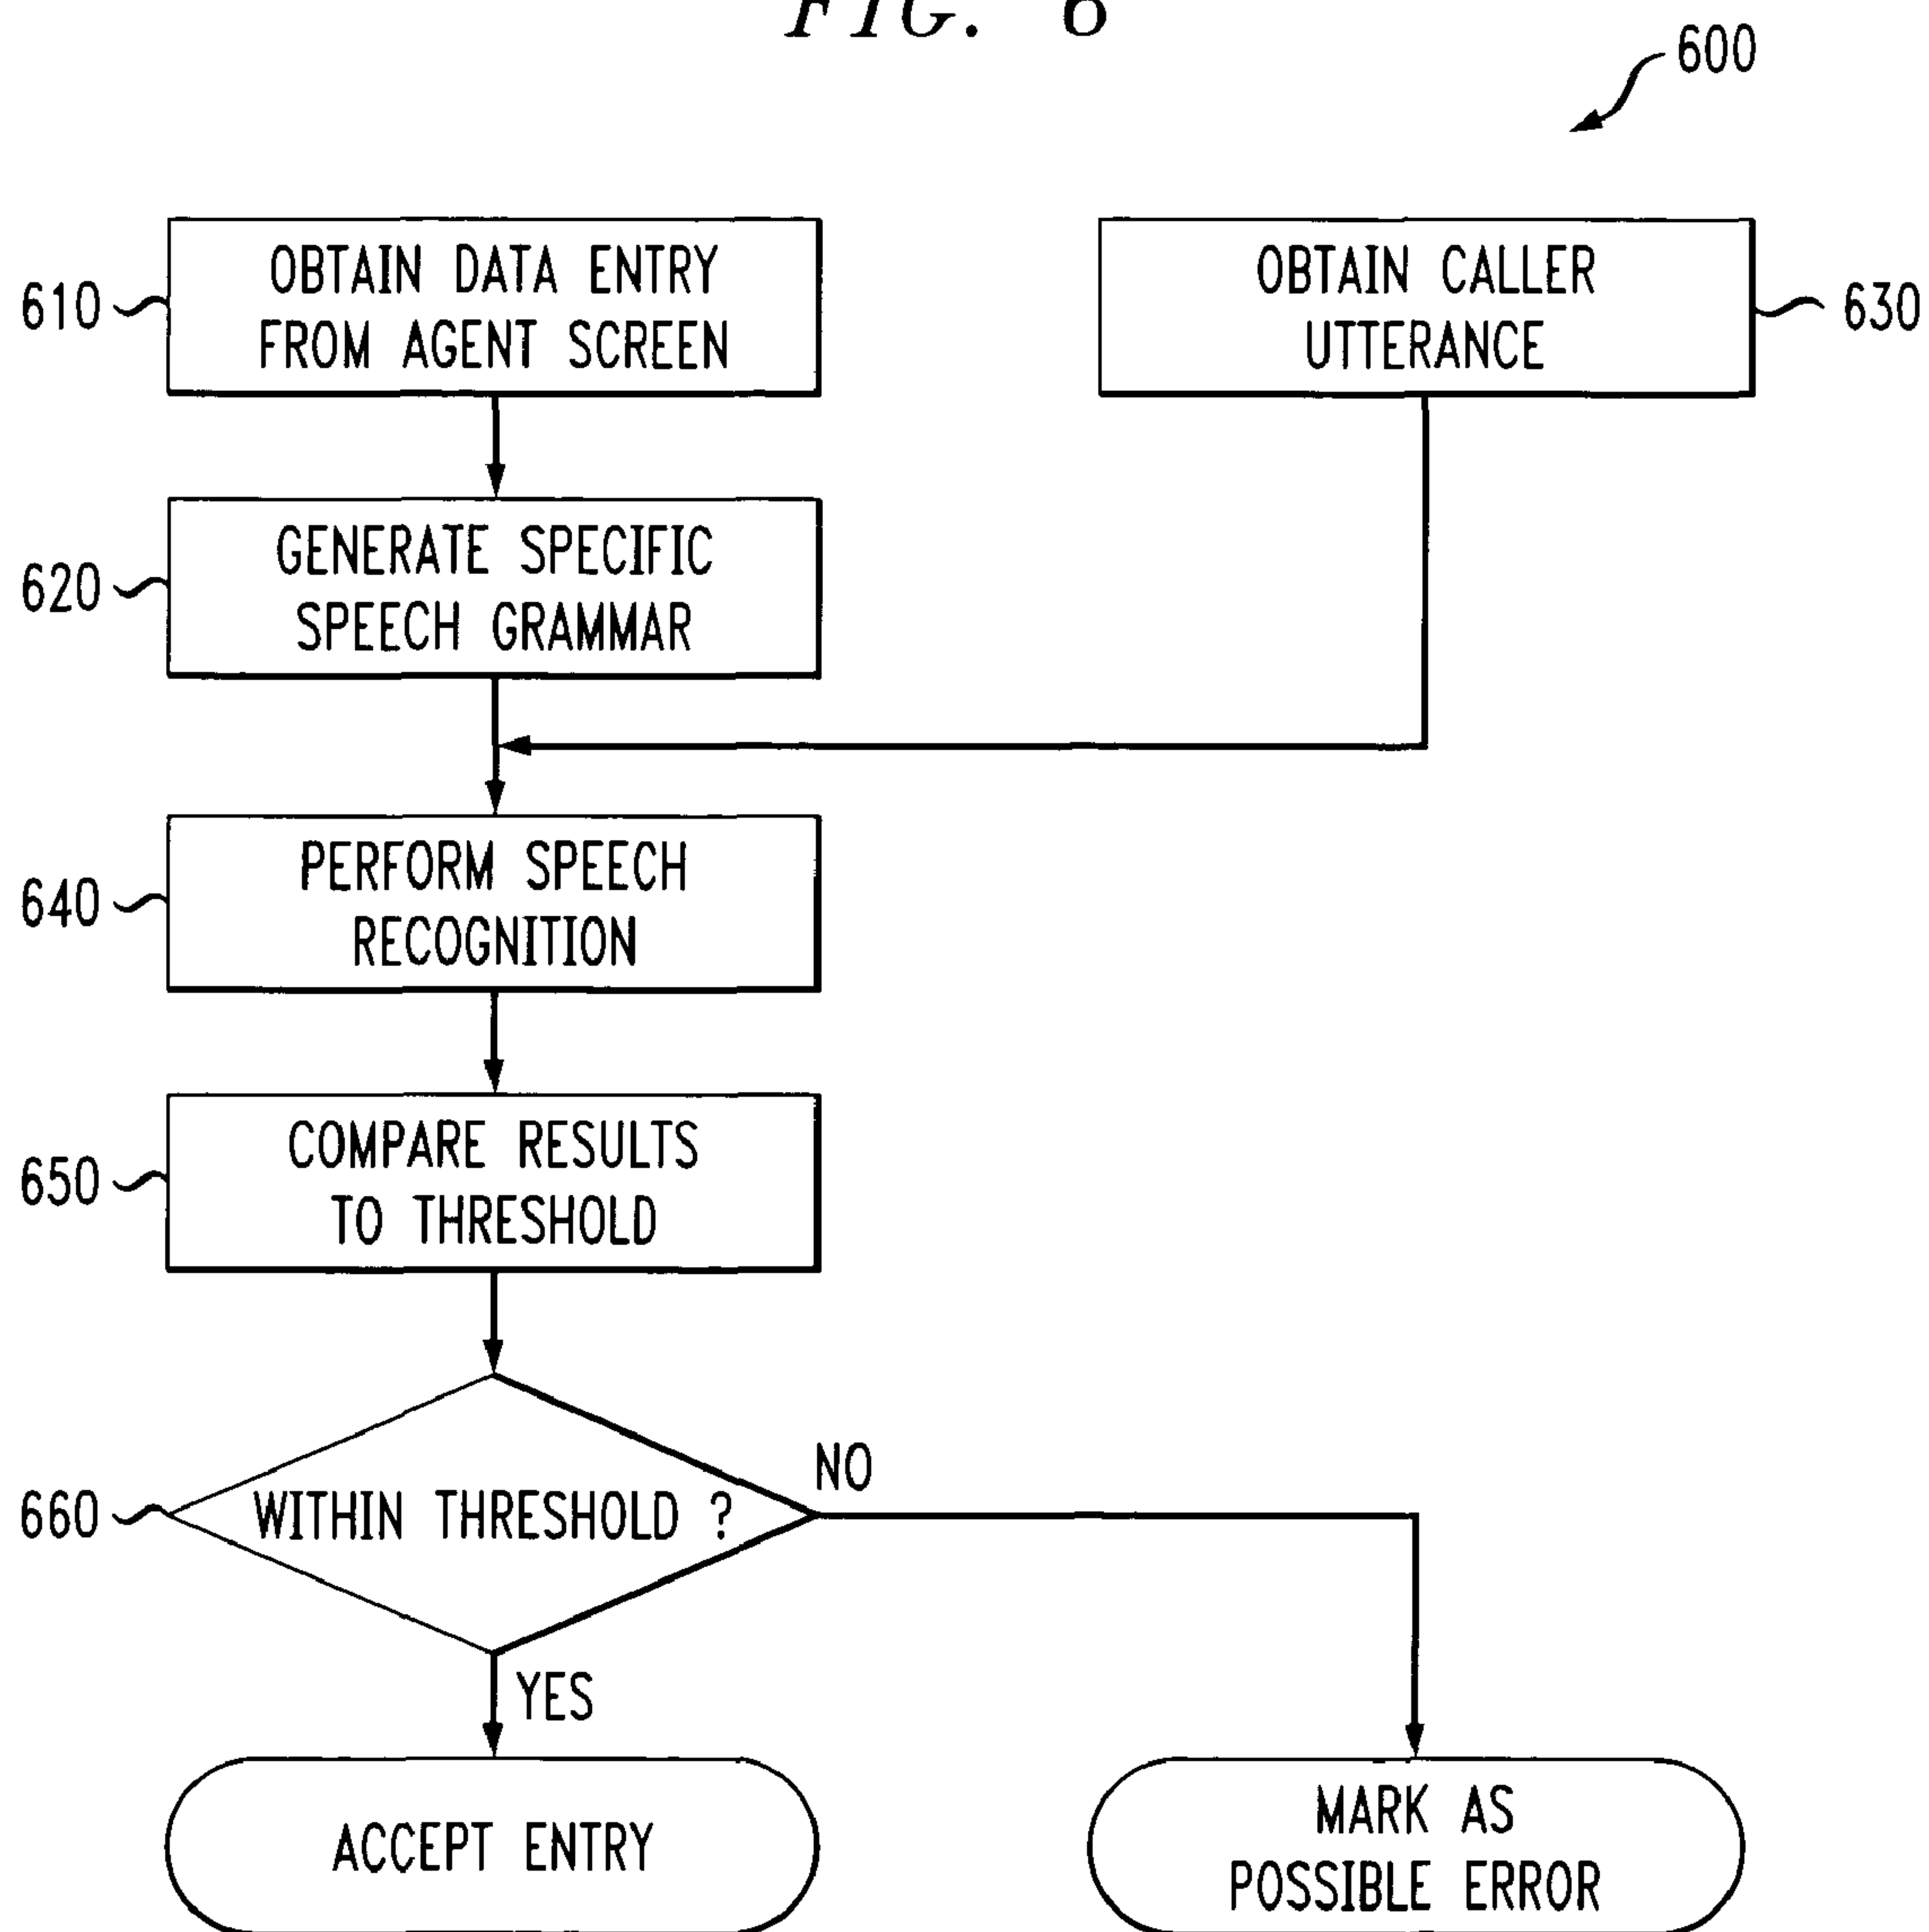 FIG. 6
600
610
OBTAIN DATA ENTRY
FROM AGENT SCREEN
OBTAIN CALLER
UTTERANCE
630
620
GENERATE SPECIFIC
SPEECH GRAMMAR
640
PERFORM SPEECH
RECOGNITION
650
COMPARE RESULTS
TO THRESHOLD
660
WITHIN THRESHOLD ?
NO
YES
ACCEPT ENTRY
MARK AS
POSSIBLE ERROR